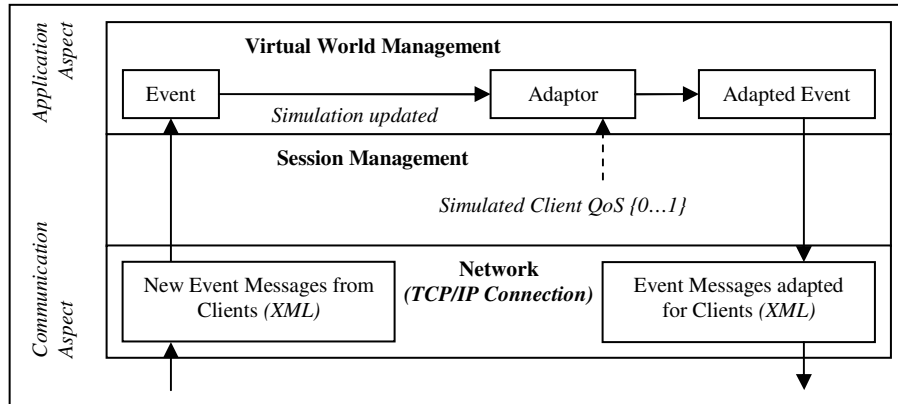 Application
Aspect
Virtual World Management
Event
Simulation updated
Adaptor
Adapted Event
Session Management
Simulated Client QoS {0…1}
Communication
Aspect
New Event Messages from
Clients (XML)
Network
(TCP/IP Connection)
Event Messages adapted
for Clients (XML)